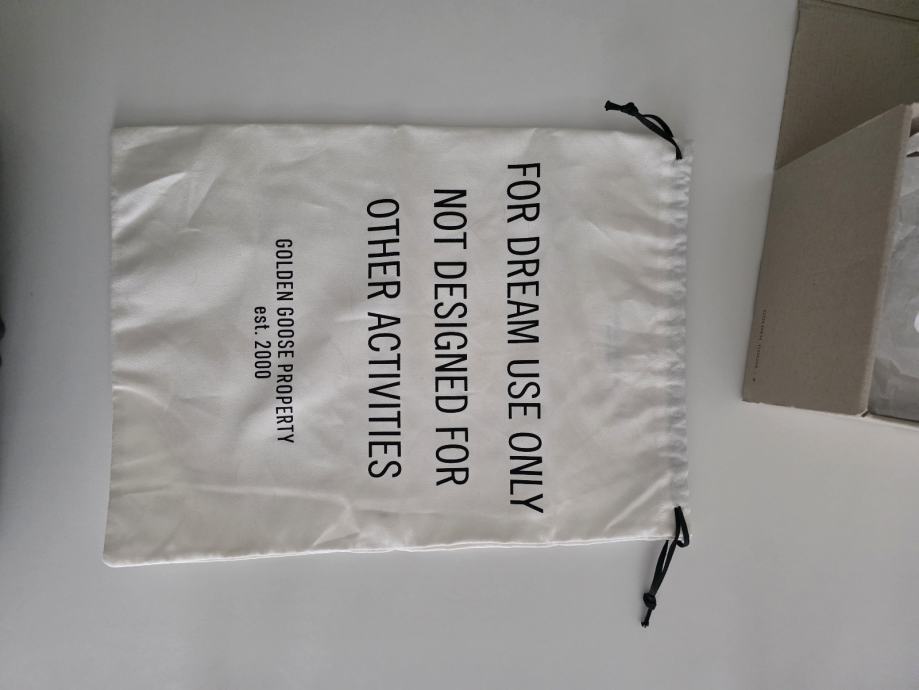 FOR DREAM USE ONLY
NOT DESIGNED FOR
OTHER ACTIVITIES
GOLDEN GOOSE PROPERTY
est. 2000